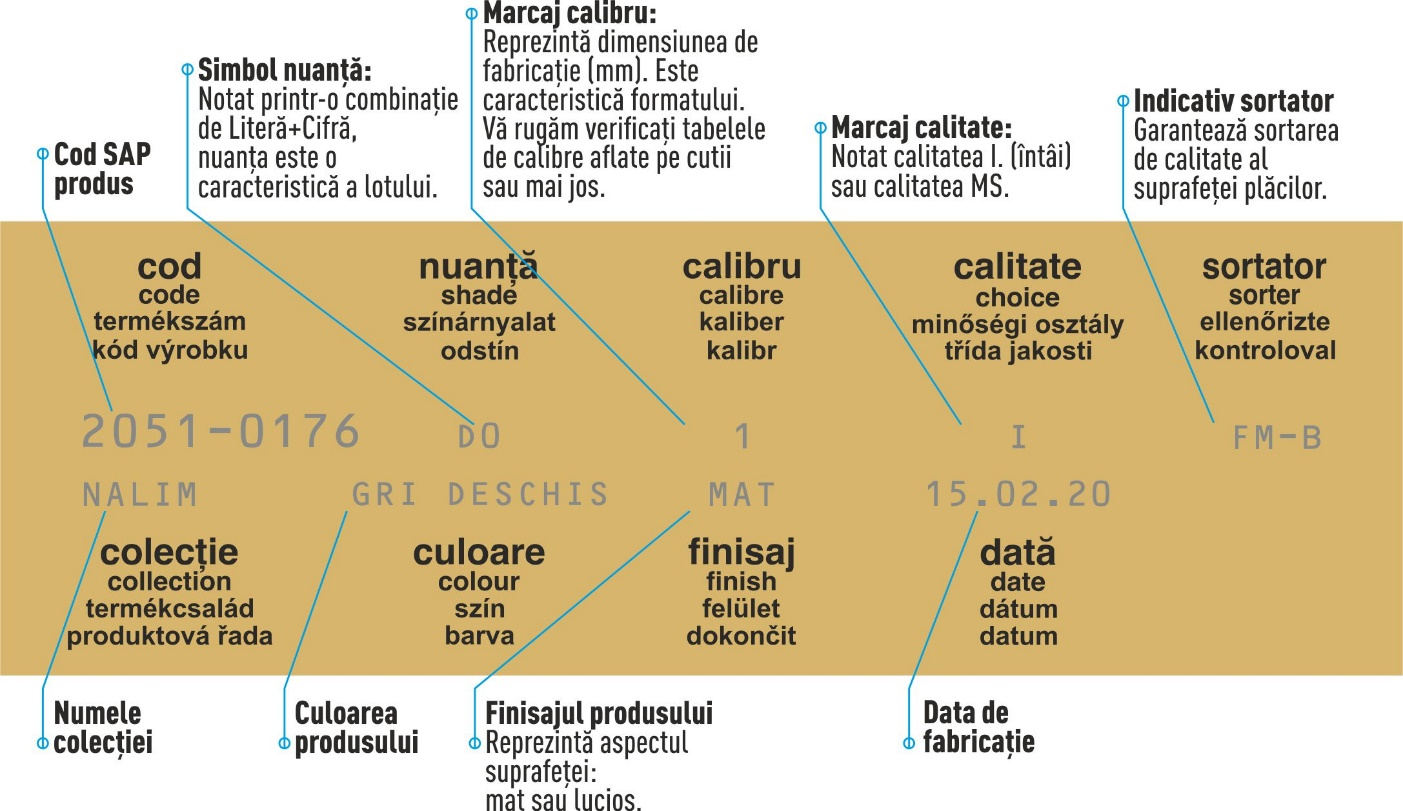 Marcaj calibru:
Reprezintă dimensiunea de
fabricație (mm). Este
caracteristică formatului.
Vă rugăm verificați tabelele
de calibre aflate pe cutii
sau mai jos.
Simbol nuanță:
Notat printr-o combinație
de Literă+Cifră,
nuanța este o
caracteristică a lotului.
Cod SAP
produs
Marcaj calitate:
Notat calitatea I. (întâi)
sau calitatea MS.
Indicativ sortator
Garantează sortarea
de calitate al
suprafeței plăcilor.
cod
code
termékszám
kód výrobku
nuanță
shade
színárnyalat
odstín
calibru
calibre
kaliber
kalibr
calitate
choice
minőségi osztály
třída jakosti
sortator
sorter
ellenőrizte
kontroloval
2051-0176 D0 1 I FM-B
NALIM GRI DESCHIS MAT 15.02.20
colecție
collection
termékcsalád
produktová řada
culoare
colour
szín
barva
finisaj
finish
felület
dokončit
dată
date
dátum
datum
Numele
colecției
Culoarea
produsului
Finisajul produsului
Reprezintă aspectul
suprafeței:
mat sau lucios.
Data de
fabricație